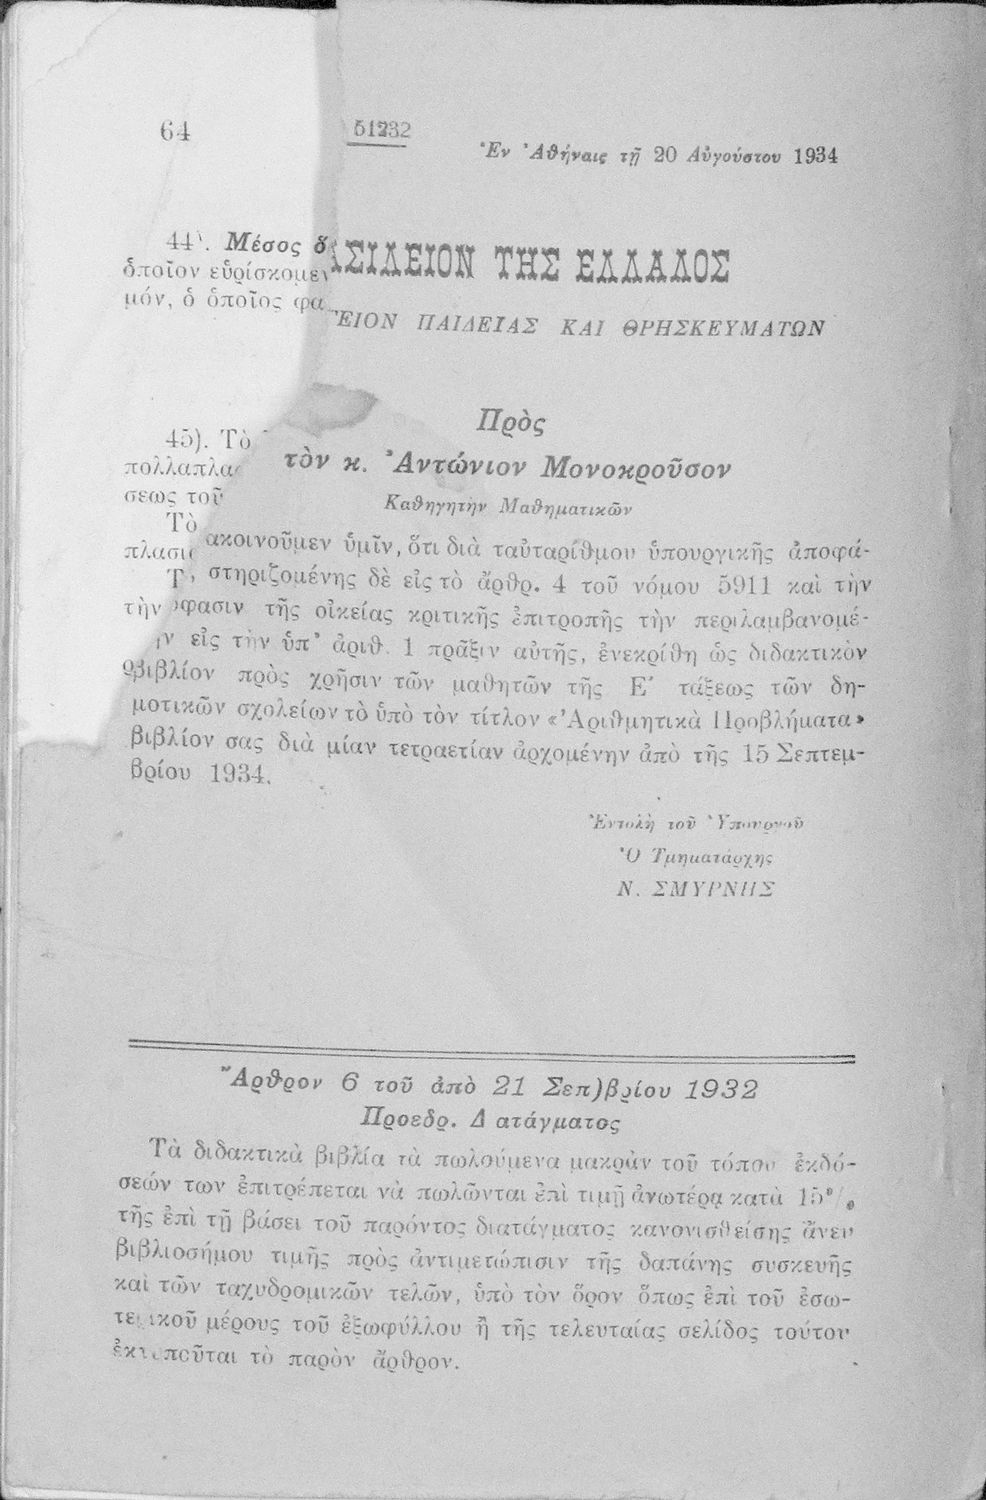 64
51232
Ἐν Ἀθήναις τῇ 20 Αὐγούστου 1934
44). Μέσος
ΑΣΙΛΕΙΟΝ ΤΗΣ ΕΛΛΑΔΟΣ
ὁποῖον εὑρίσκομεν
μόν, ὁ ὁποῖος φα
ΕΙΟΝ ΠΑΙΔΕΙΑΣ ΚΑΙ ΘΡΗΣΚΕΥΜΑΤΩΝ
Πρὸς
45). Τὸ
τὸν κ. Ἀντώνιον Μονοκροῦσον
πολλαπλα
σεως τοῦ
Καθηγητὴν Μαθηματικῶν
Τὸ
ακοινοῦμεν ὑμῖν, ὅτι διὰ ταὐταρίθμου ὑπουργικῆς ἀποφά-
πλασι
στηριζομένης δὲ εἰς τὸ ἄρθρ. 4 τοῦ νόμου 5911 καὶ τὴν
τὴν
όφασιν τῆς οἰκείας κριτικῆς ἐπιτροπῆς τὴν περιλαμβανομέ-
ην εἰς τὴν ὑπ' ἀριθ. 1 πρᾶξιν αὐτῆς, ἐνεκρίθη ὡς διδακτικὸν
βιβλίον πρὸς χρῆσιν τῶν μαθητῶν τῆς Ε΄ τάξεως τῶν δη-
μοτικῶν σχολείων τὸ ὑπὸ τὸν τίτλον «Ἀριθμητικὰ Προβλήματα»
βιβλίον σας διὰ μίαν τετραετίαν ἀρχομένην ἀπὸ τῆς 15 Σεπτεμ-
βρίου 1934.
Ἐντολῇ τοῦ Ὑπουργοῦ
Ὁ Τμηματάρχης
Ν. ΣΜΥΡΝΗΣ
Ἄρθρον 6 τοῦ ἀπὸ 21 Σεπ)βρίου 1932
Προεδρ. Δ ατάγματος
Τὰ διδακτικὰ βιβλία τὰ πωλούμενα μακρὰν τοῦ τόπου ἐκδό-
σεών των ἐπιτρέπεται νὰ πωλῶνται ἐπὶ τιμῇ ἀνωτέρᾳ κατὰ 15%
τῆς ἐπὶ τῇ βάσει τοῦ παρόντος διατάγματος κανονισθείσης ἄνευ
βιβλιοσήμου τιμῆς πρὸς ἀντιμετώπισιν τῆς δαπάνης συσκευῆς
καὶ τῶν ταχυδρομικῶν τελῶν, ὑπὸ τὸν ὅρον ὅπως ἐπὶ τοῦ ἐσω-
τερικοῦ μέρους τοῦ ἐξωφύλλου ἢ τῆς τελευταίας σελίδος τούτου
ἐκτυποῦται τὸ παρὸν ἄρθρον.